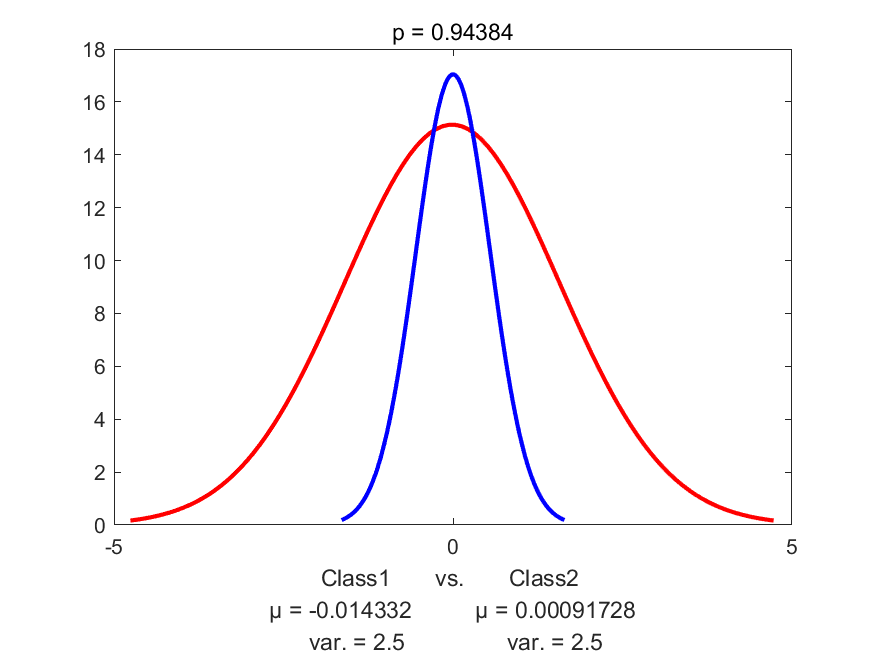 p = 0.94384
18
16
14
12
10
8
6
4
2
0
-5 0 5
Class1 vs. Class2
μ = -0.014332 μ = 0.00091728
var. = 2.5 var. = 2.5